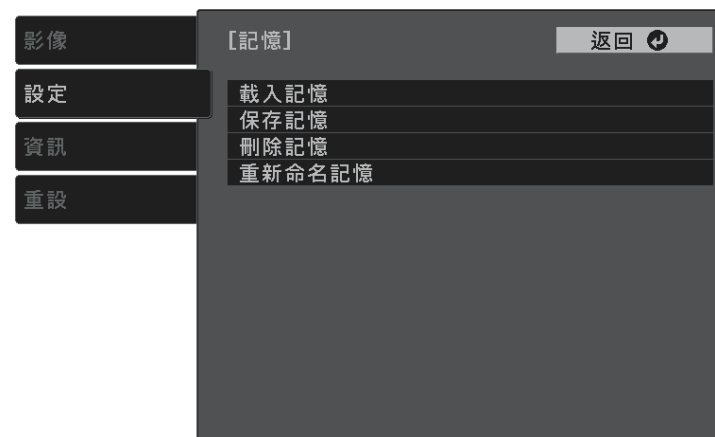 影像
設定
資訊
重設
[記憶]
返回
載入記憶
保存記憶
刪除記憶
重新命名記憶